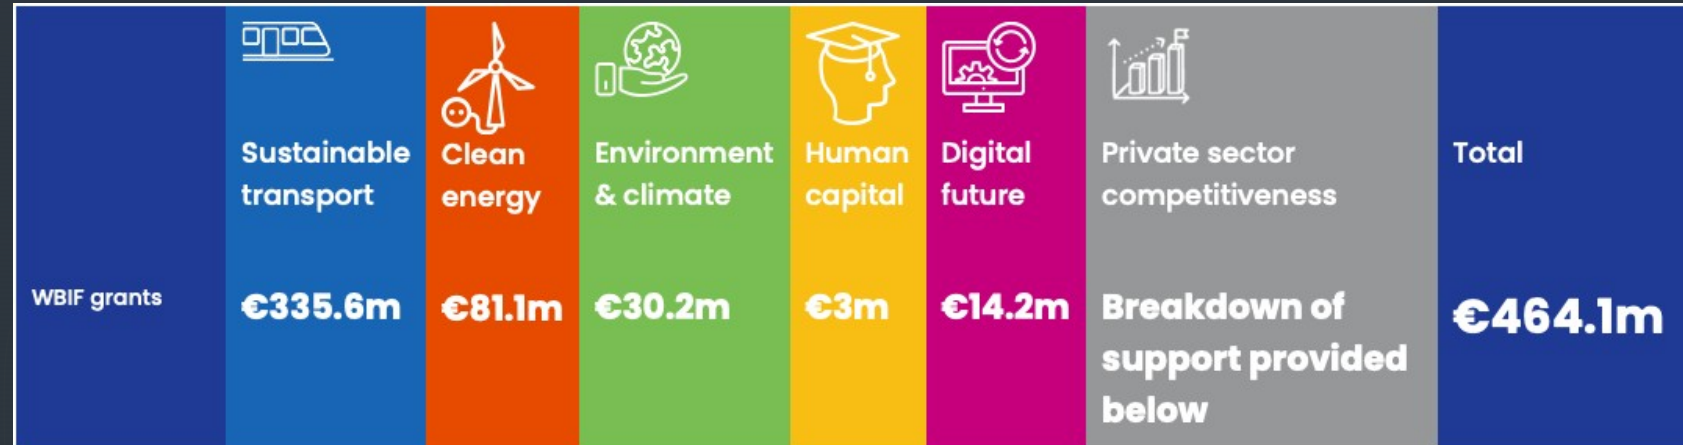 Sustainable
transport
Clean
energy
Environment
& climate
Human
capital
Digital
future
Private sector
competitiveness
Total
WBIF grants
€335.6m
€81.1m
€30.2m
€3m
€14.2m
Breakdown of
support provided
below
€464.1m